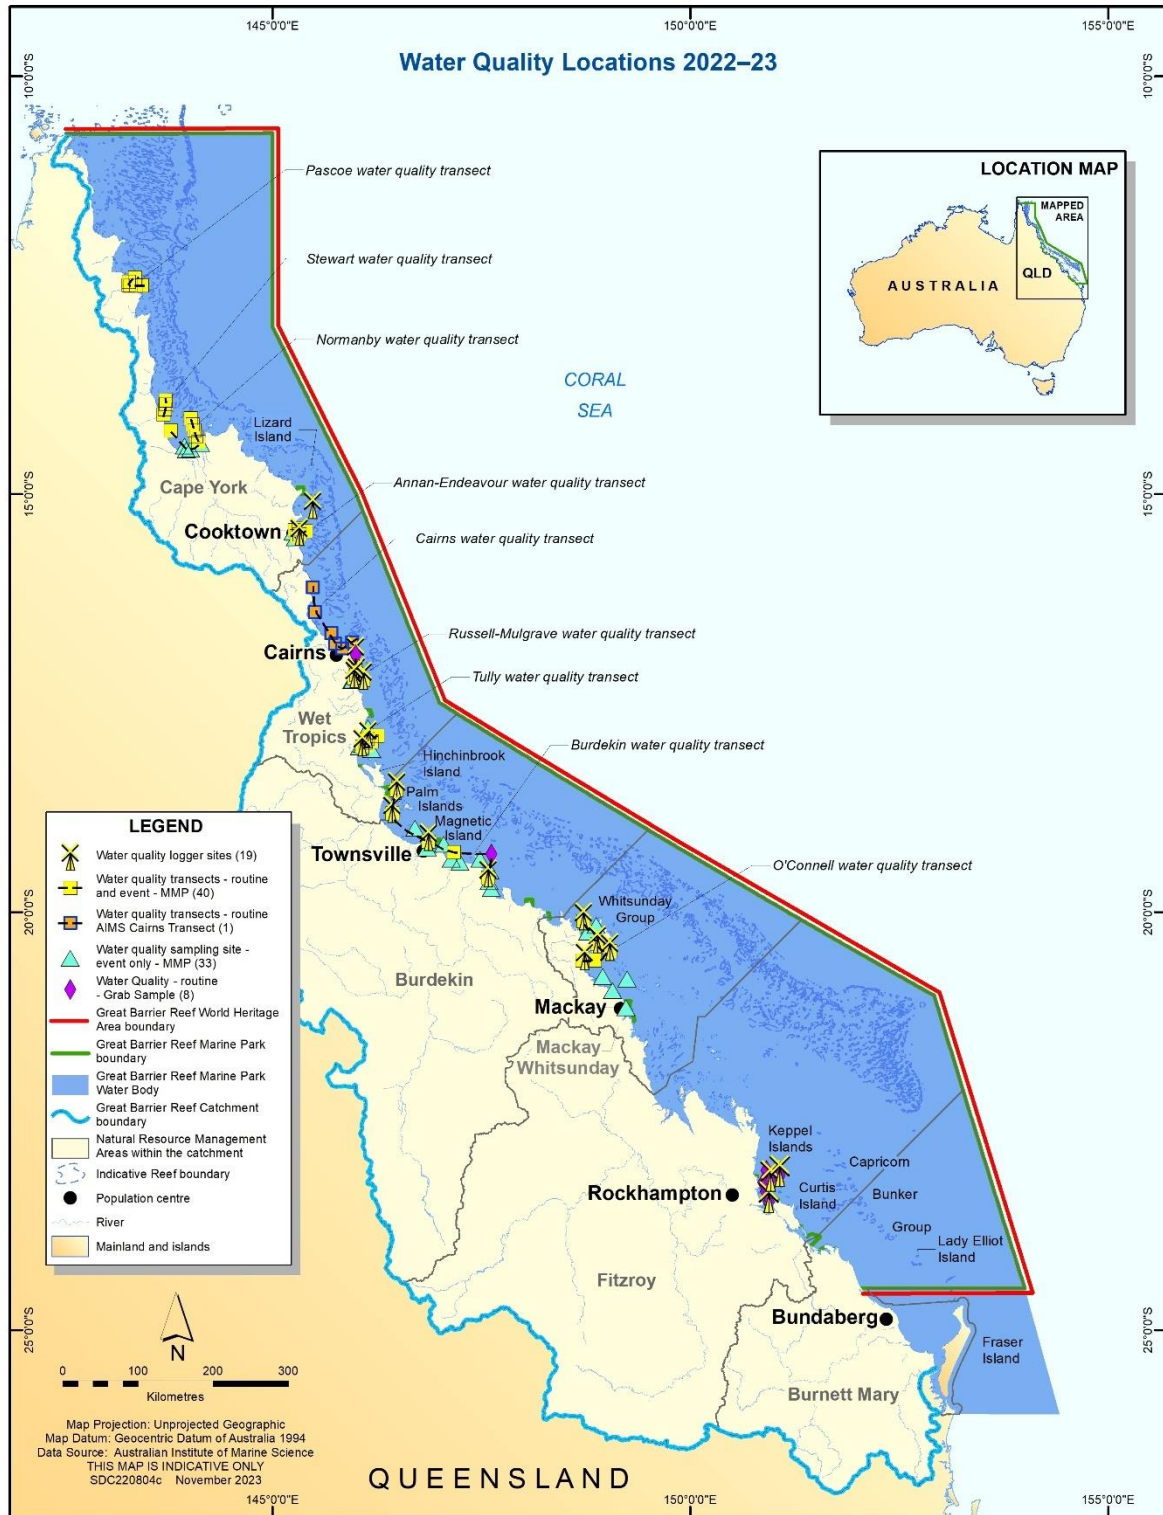 145°0'0"E
150°0'0"E
155°0'0"E
10°0'0"S
10°0'0"S
Water Quality Locations 2022–23
Pascoe water quality transect
LOCATION MAP
MAPPED
AREA
QLD
AUSTRALIA
Stewart water quality transect
Normanby water quality transect
CORAL
SEA
Lizard
Island
Cape York
Annan-Endeavour water quality transect
15°0'0"S
15°0'0"S
Cooktown
Cairns water quality transect
Russell-Mulgrave water quality transect
Cairns
Tully water quality transect
Wet
Tropics
Burdekin water quality transect
Hinchinbrook
Island
Palm
Islands
Magnetic
Island
Townsville
O'Connell water quality transect
Whitsunday
Group
20°0'0"S
20°0'0"S
Burdekin
Mackay
Mackay
Whitsunday
LEGEND
Water quality logger sites (19)
Water quality transects - routine
and event - MMP (40)
Water quality transects - routine
AIMS Cairns Transect (1)
Water quality sampling site -
event only - MMP (33)
Water Quality - routine
- Grab Sample (8)
Great Barrier Reef World Heritage
Area boundary
Great Barrier Reef Marine Park
boundary
Great Barrier Reef Marine Park
Water Body
Great Barrier Reef Catchment
boundary
Natural Resource Management
Areas within the catchment
Indicative Reef boundary
Population centre
River
Mainland and islands
Keppel
Islands
Capricorn
Rockhampton
Curtis
Island
Bunker
Group
Lady Elliot
Island
Fitzroy
Bundaberg
25°0'0"S
25°0'0"S
Fraser
Island
Burnett Mary
N
0 100 200 300
Kilometres
Map Projection: Unprojected Geographic
Map Datum: Geocentric Datum of Australia 1994
Data Source: Australian Institute of Marine Science
THIS MAP IS INDICATIVE ONLY
SDC220804c November 2023
QUEENSLAND
145°0'0"E
150°0'0"E
155°0'0"E